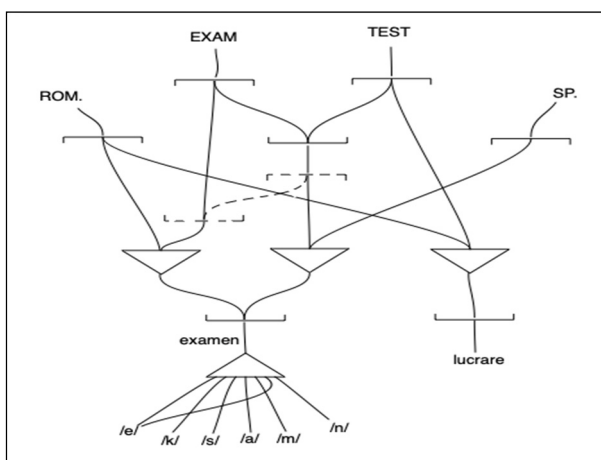 EXAM
TEST
ROM.
SP.
examen
lucrare
/e/ /k/ /s/ /a/ /m/ /n/